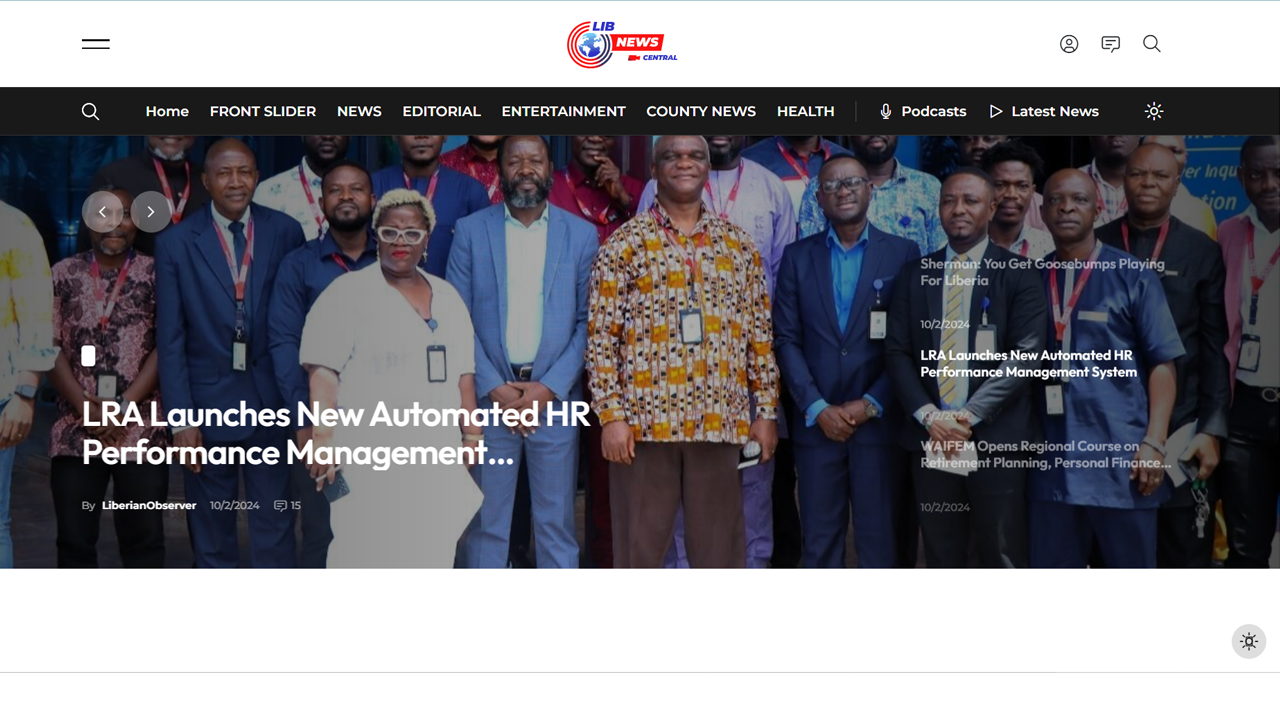 LIB
NEWS
CENTRAL
Home
FRONT SLIDER
NEWS
EDITORIAL
ENTERTAINMENT
COUNTY NEWS
HEALTH
Podcasts
Latest News
LRA Launches New Automated HR
Performance Management...
By LiberianObserver 10/2/2024 15
Sherman: You Get Goosebumps Playing
For Liberia
10/2/2024
LRA Launches New Automated HR
Performance Management System
10/2/2024
WAIFEM Opens Regional Course on
Retirement Planning, Personal Finance...
10/2/2024